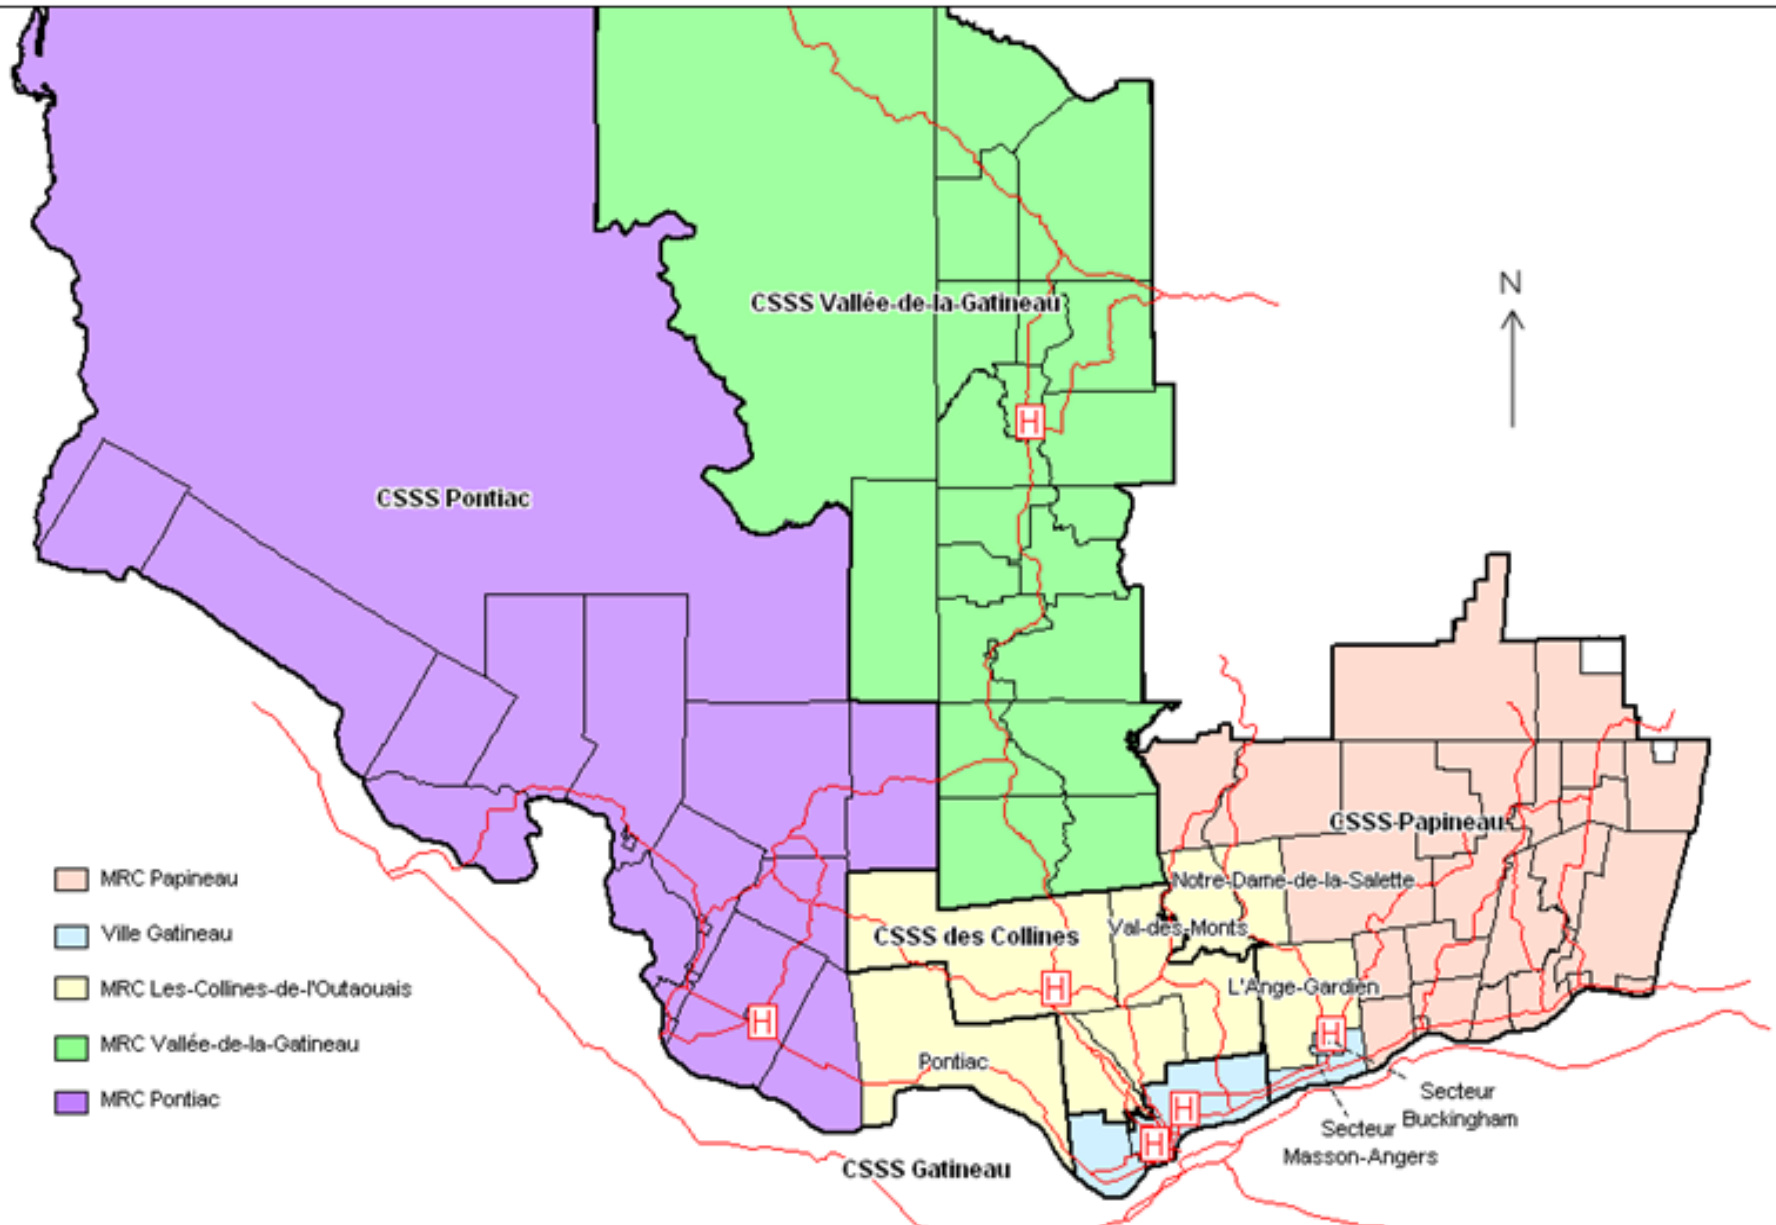 N
CSSS Vallée-de-la-Gatineau
H
CSSS Pontiac
CSSS Papineau
MRC Papineau
Notre-Dame-de-la-Salette
Ville Gatineau
CSSS des Collines
Val-des-Monts
MRC Les-Collines-de-l'Outaouais
H
L'Ange-Gardien
H
H
MRC Vallée-de-la-Gatineau
Pontiac
MRC Pontiac
H
Secteur
Buckingham
H
Secteur
Masson-Angers
CSSS Gatineau